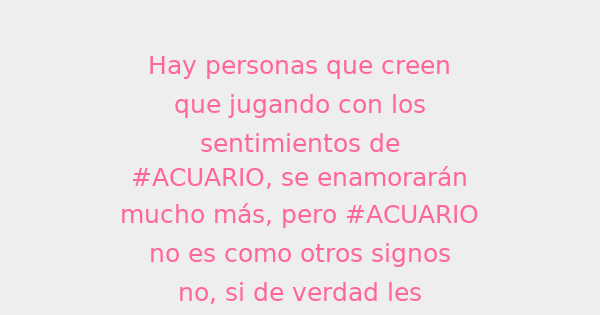 Hay personas que creen
que jugando con los
sentimientos de
#ACUARIO, se enamorarán
mucho más, pero #ACUARIO
no es como otros signos
no, si de verdad les